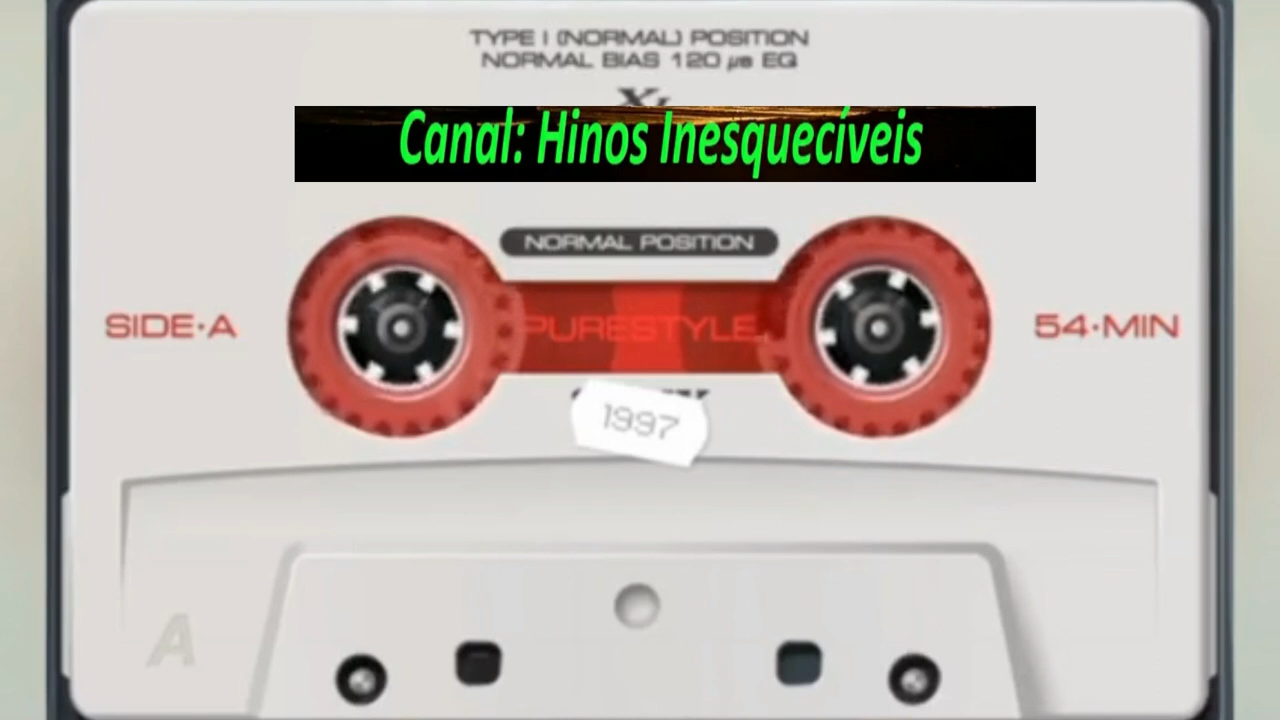 TYPE I (NORMAL) POSITION
NORMAL BIAS 120 µs EQ
Canal: Hinos Inesquecíveis
NORMAL POSITION
SIDE·A
PURESTYLE
54·MIN
1997
A